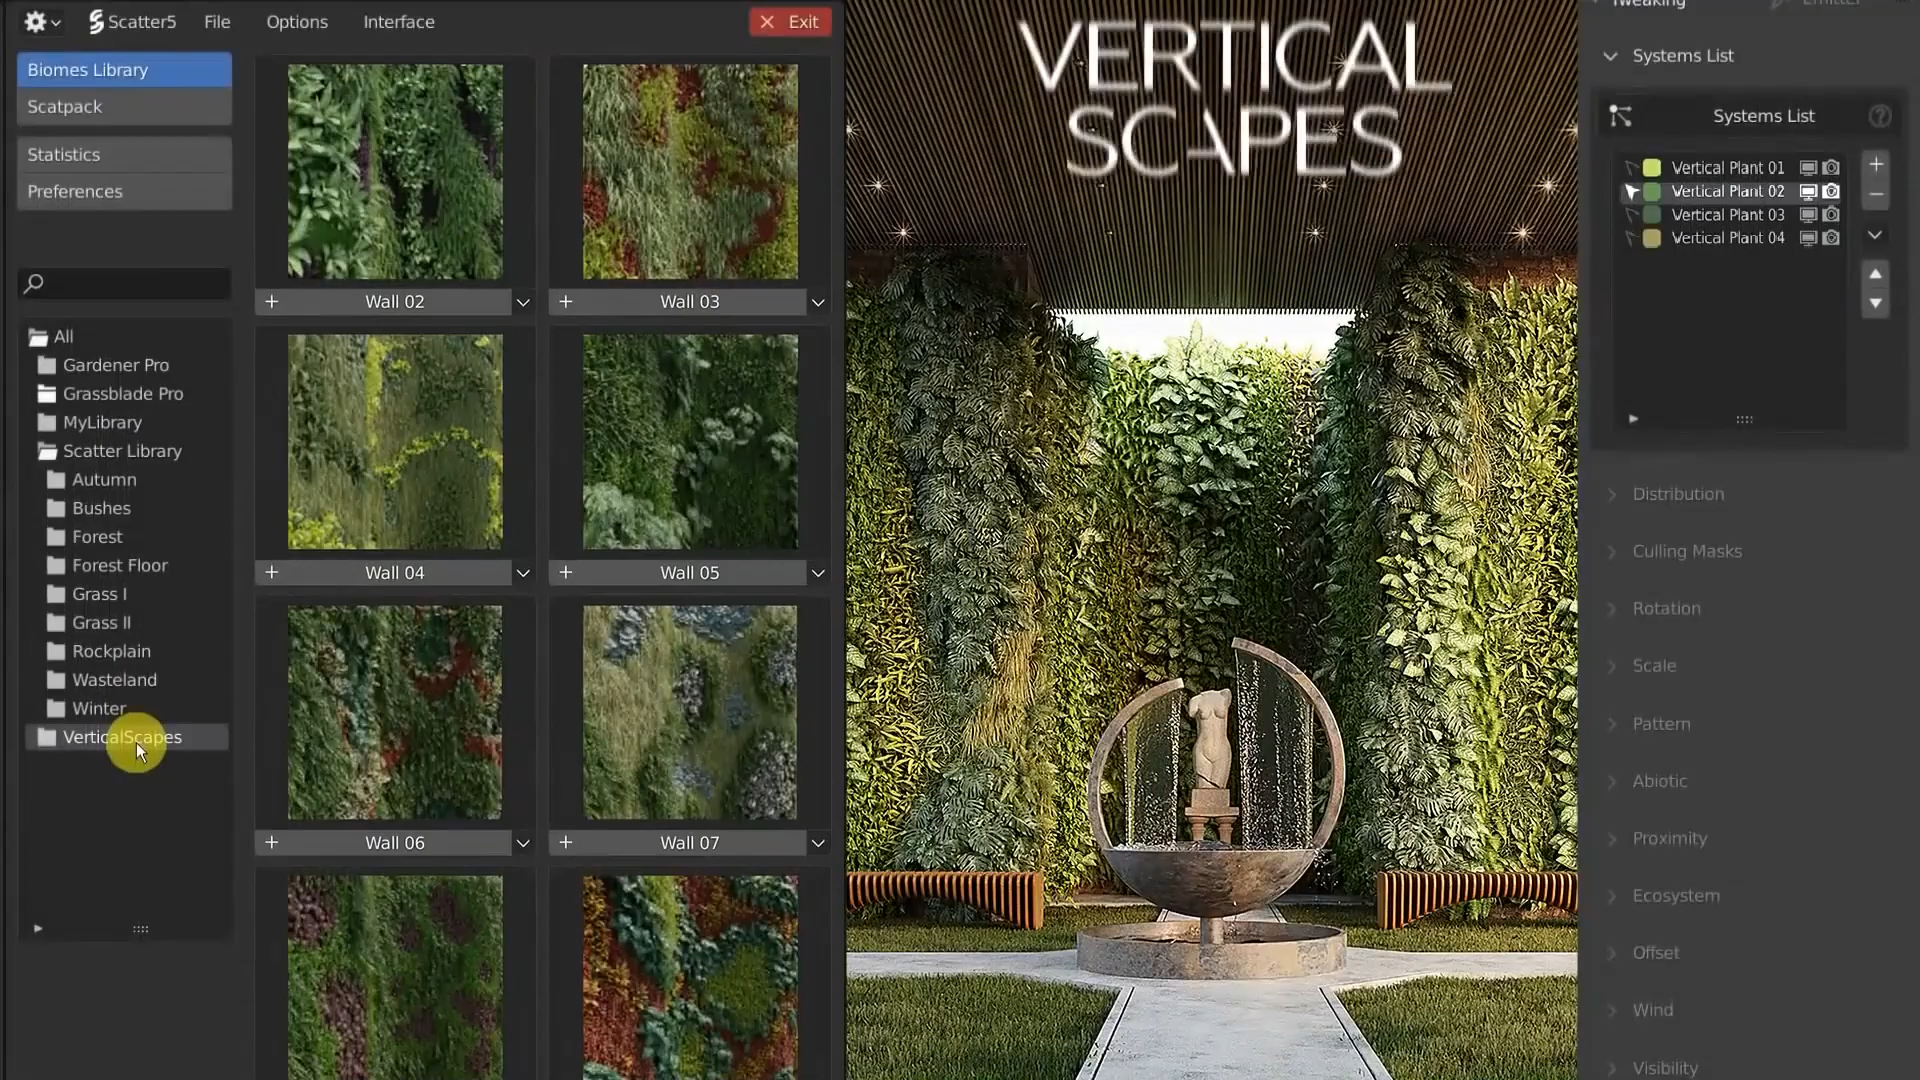 Scatter5
File
Options
Interface
Exit
Biomes Library
Scatpack
Statistics
Preferences
All
Gardener Pro
Grassblade Pro
MyLibrary
Scatter Library
Autumn
Bushes
Forest
Forest Floor
Grass I
Grass II
Rockplain
Wasteland
Winter
VerticalScapes
Wall 02
Wall 03
Wall 04
Wall 05
Wall 06
Wall 07
VERTICAL
SCAPES
Tweaking
Emitter
Systems List
Systems List
?
Vertical Plant 01
Vertical Plant 02
Vertical Plant 03
Vertical Plant 04
Distribution
Culling Masks
Rotation
Scale
Pattern
Abiotic
Proximity
Ecosystem
Offset
Wind
Visibility